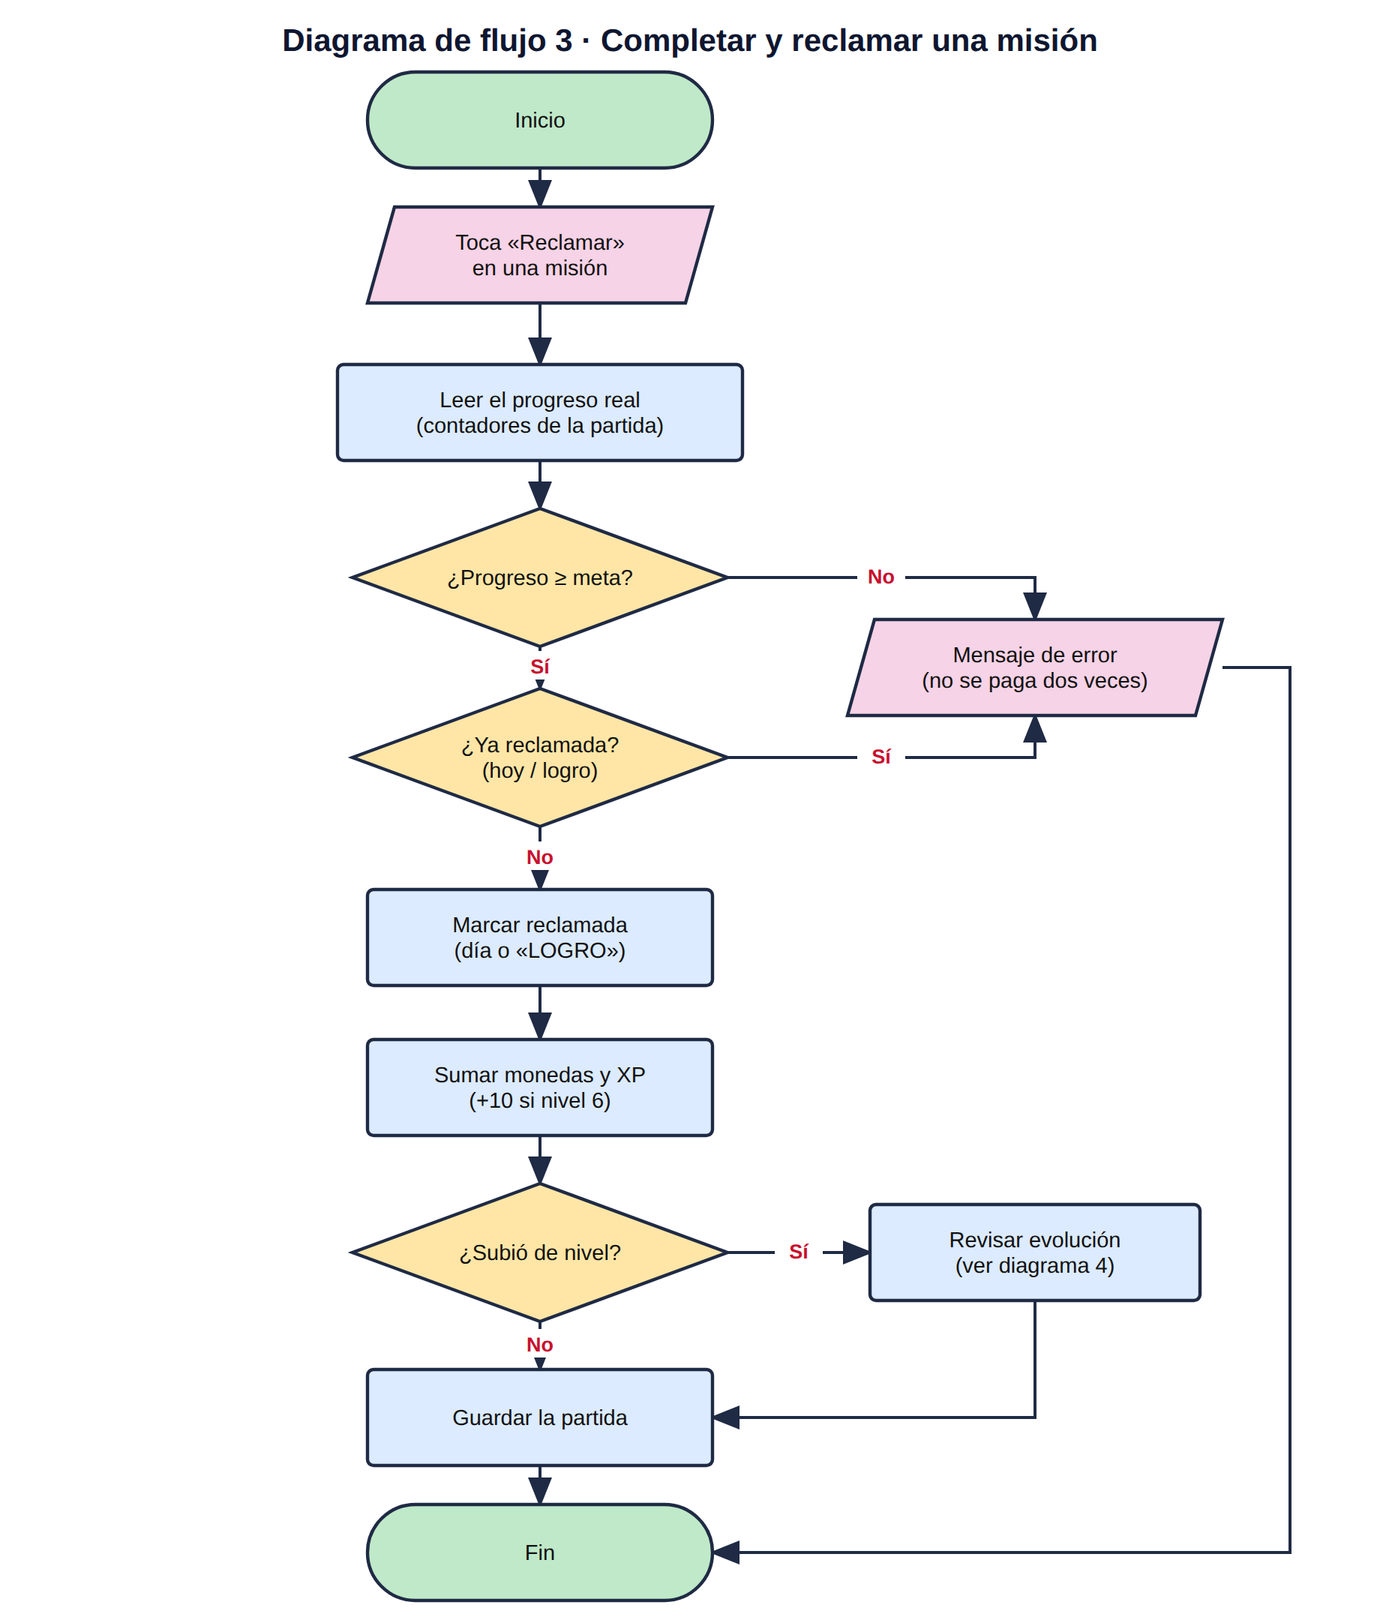 Diagrama de flujo 3 · Completar y reclamar una misión
Inicio
Toca «Reclamar»
en una misión
Leer el progreso real
(contadores de la partida)
¿Progreso ≥ meta?
No
Mensaje de error
(no se paga dos veces)
Sí
¿Ya reclamada?
(hoy / logro)
Sí
No
Marcar reclamada
(día o «LOGRO»)
Sumar monedas y XP
(+10 si nivel 6)
¿Subió de nivel?
Sí
Revisar evolución
(ver diagrama 4)
No
Guardar la partida
Fin